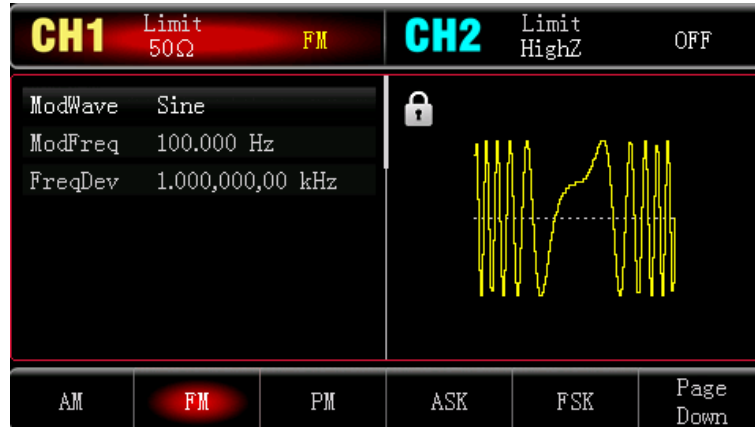 CH1 Limit 50Ω FM
CH2 Limit HighZ OFF
ModWave Sine
ModFreq 100.000 Hz
FreqDev 1.000,000,00 kHz
AM FM PM ASK FSK Page Down